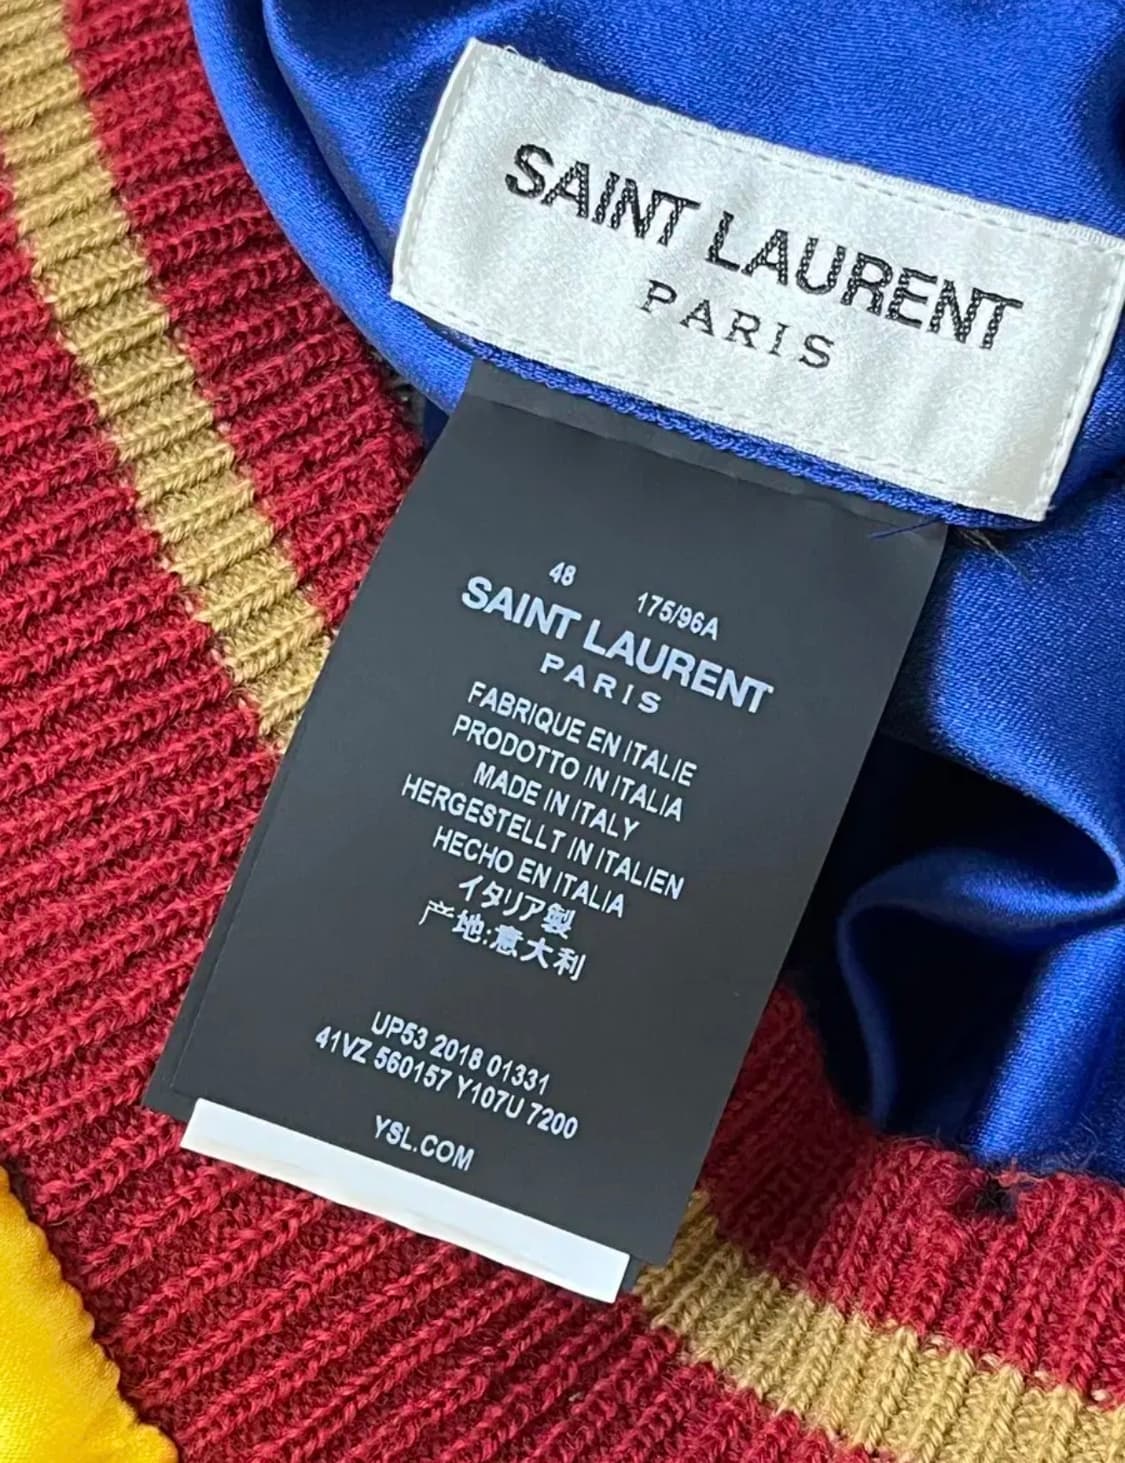 SAINT LAURENT
PARIS
48
175/96A
SAINT LAURENT
PARIS
FABRIQUE EN ITALIE
PRODOTTO IN ITALIA
MADE IN ITALY
HERGESTELLT IN ITALIEN
HECHO EN ITALIA
イタリア製
产地:意大利
UP53 2018 01331
41VZ 560157 Y107U 7200
YSL.COM